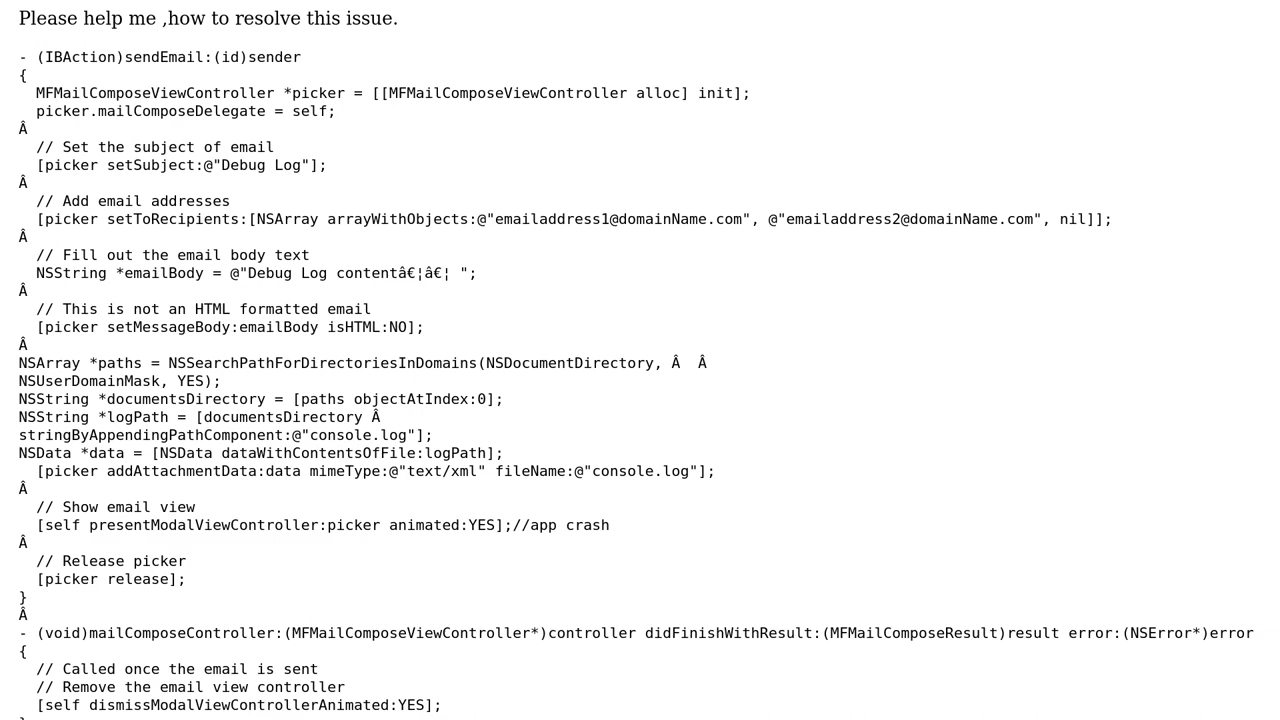 Please help me ,how to resolve this issue.
- (IBAction)sendEmail:(id)sender
{
  MFMailComposeViewController *picker = [[MFMailComposeViewController alloc] init];
  picker.mailComposeDelegate = self;
Â
  // Set the subject of email
  [picker setSubject:@"Debug Log"];
Â
  // Add email addresses
  [picker setToRecipients:[NSArray arrayWithObjects:@"emailaddress1@domainName.com", @"emailaddress2@domainName.com", nil]];
Â
  // Fill out the email body text
  NSString *emailBody = @"Debug Log contentâ€¦â€¦ ";
Â
  // This is not an HTML formatted email
  [picker setMessageBody:emailBody isHTML:NO];
Â
NSArray *paths = NSSearchPathForDirectoriesInDomains(NSDocumentDirectory, Â  Â
NSUserDomainMask, YES);
NSString *documentsDirectory = [paths objectAtIndex:0];
NSString *logPath = [documentsDirectory Â
stringByAppendingPathComponent:@"console.log"];
NSData *data = [NSData dataWithContentsOfFile:logPath];
  [picker addAttachmentData:data mimeType:@"text/xml" fileName:@"console.log"];
Â
  // Show email view
  [self presentModalViewController:picker animated:YES];//app crash
Â
  // Release picker
  [picker release];
}
Â
- (void)mailComposeController:(MFMailComposeViewController*)controller didFinishWithResult:(MFMailComposeResult)result error:(NSError*)error
{
  // Called once the email is sent
  // Remove the email view controller
  [self dismissModalViewControllerAnimated:YES];